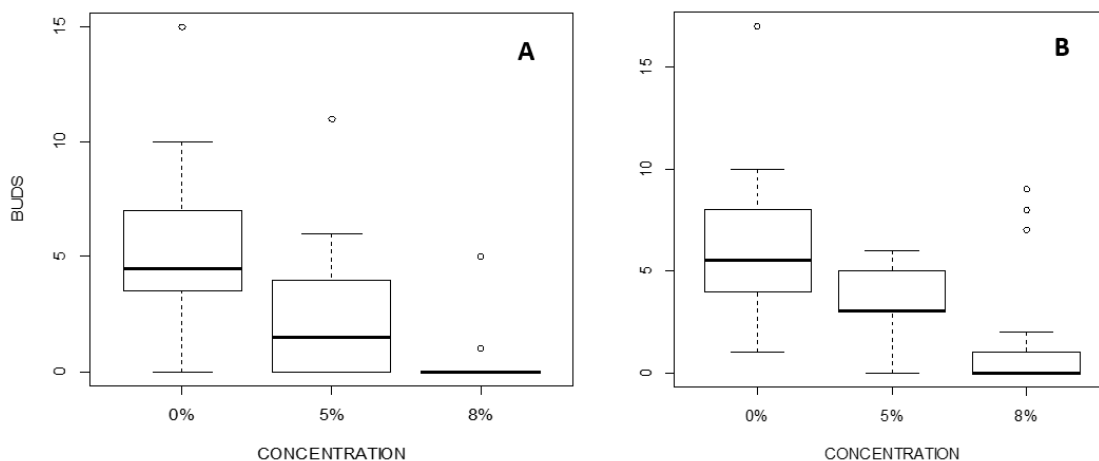 A
BUDS
15
10
5
0
0% 5% 8%
CONCENTRATION
B
15
10
5
0
0% 5% 8%
CONCENTRATION